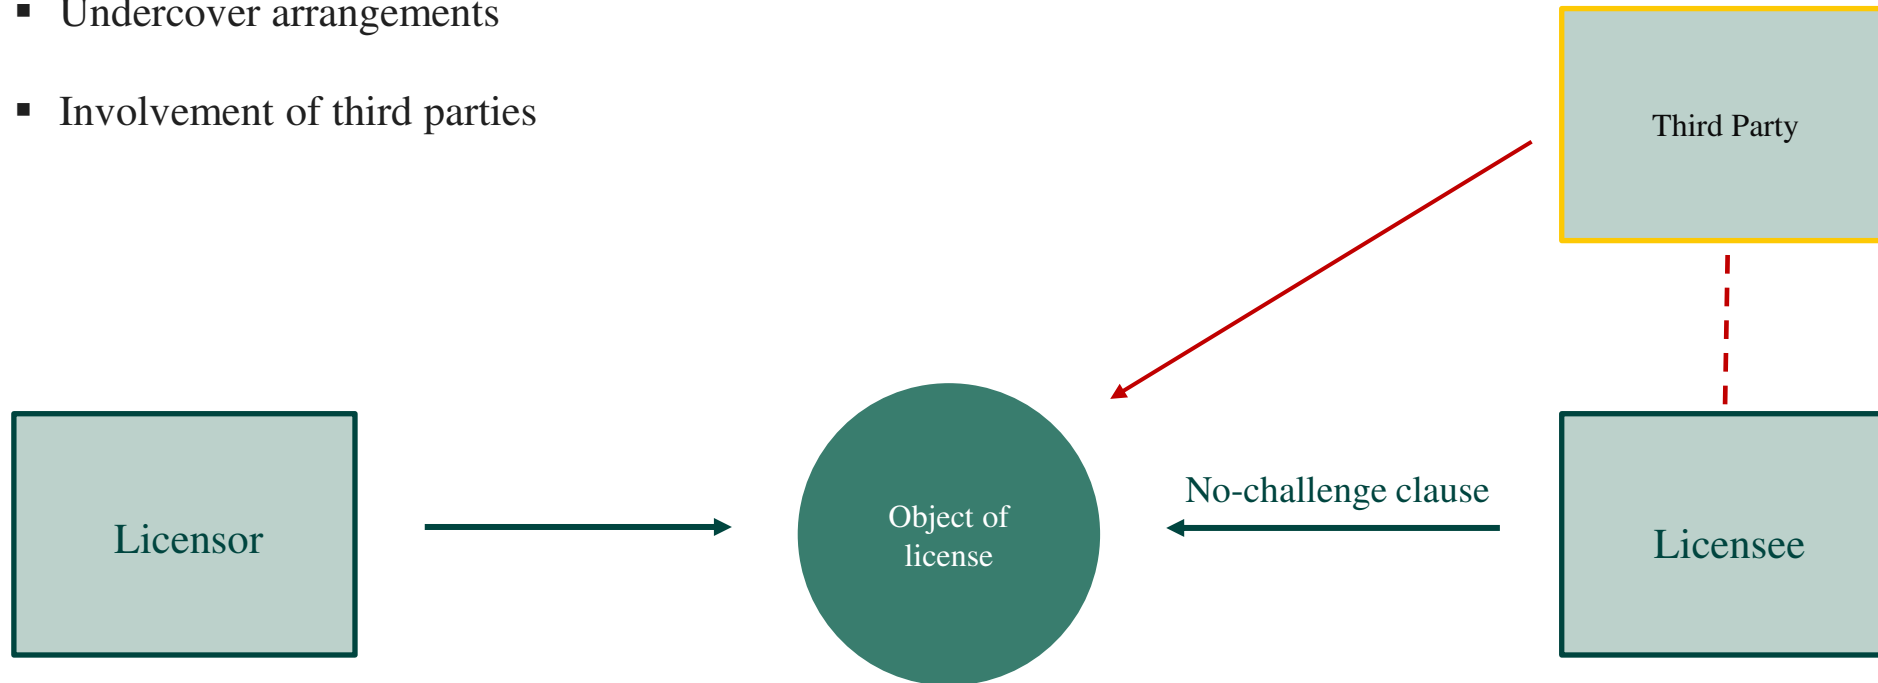 ▪ Undercover arrangements
▪ Involvement of third parties
Third Party
No-challenge clause
Licensor
Object of
license
Licensee